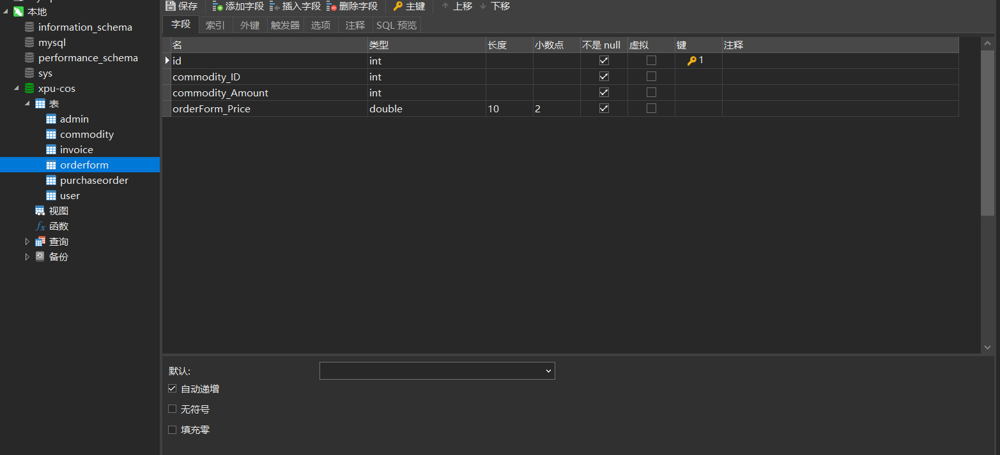 本地
information_schema
mysql
performance_schema
sys
xpu-cos
表
admin
commodity
invoice
orderform
purchaseorder
user
视图
fx 函数
查询
备份
保存 添加字段 插入字段 删除字段 主键 上移 下移
字段 索引 外键 触发器 选项 注释 SQL 预览
名 类型 长度 小数点 不是 null 虚拟 键 注释
id int 1
commodity_ID int
commodity_Amount int
orderForm_Price double 10 2
默认:
自动递增
无符号
填充零